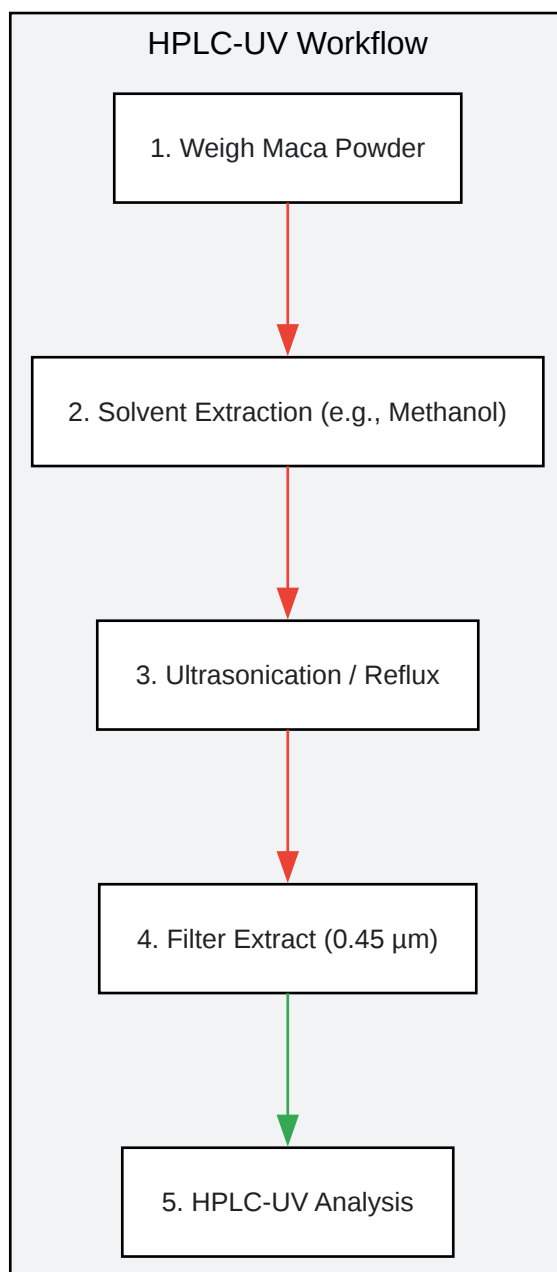 HPLC-UV Workflow
1. Weigh Maca Powder
2. Solvent Extraction (e.g., Methanol)
3. Ultrasonication / Reflux
4. Filter Extract (0.45 µm)
5. HPLC-UV Analysis